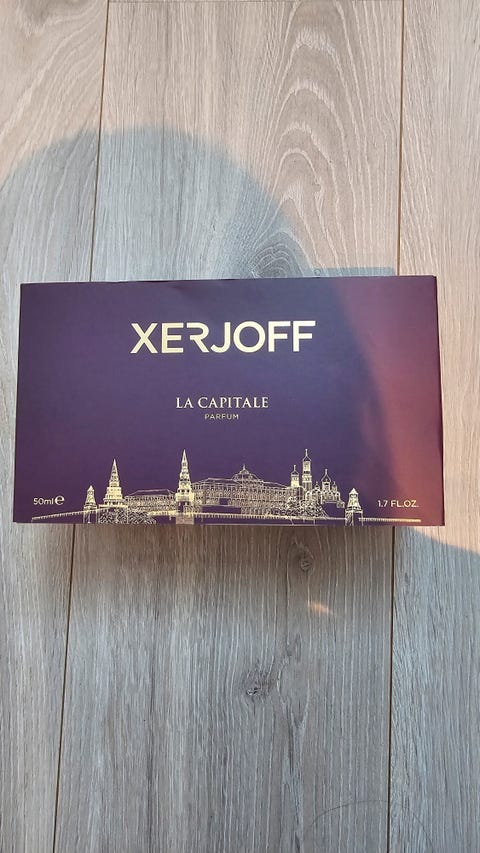 XERJOFF
LA CAPITALE
PARFUM
50ml ℮
1.7 FL.OZ.